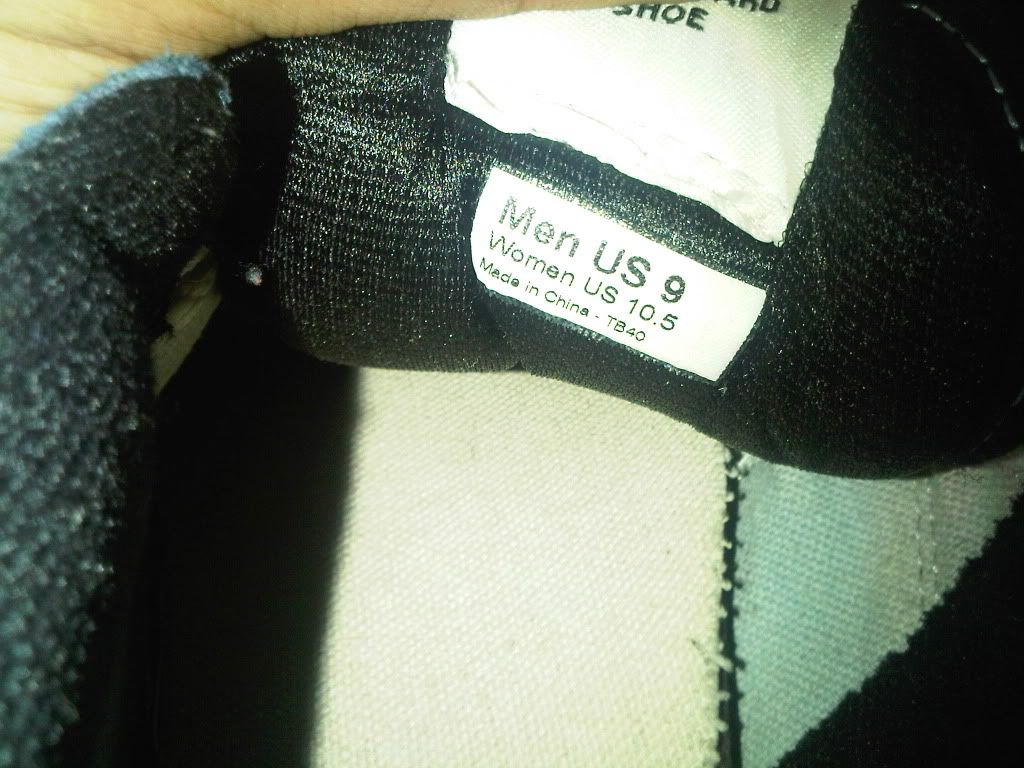 SHOE
Men US 9
Women US 10.5
Made in China - TB40